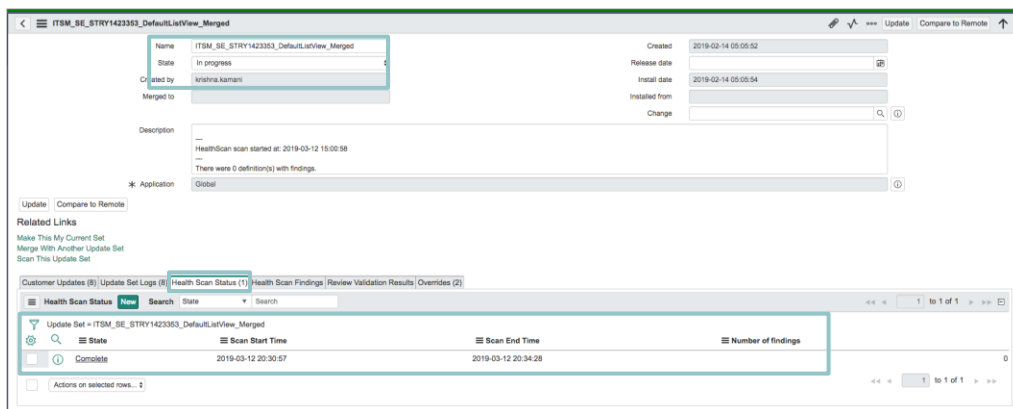 ITSM_SE_STRY1423353_DefaultListView_Merged
Update Compare to Remote
Name ITSM_SE_STRY1423353_DefaultListView_Merged Created 2019-02-14 05:05:52
State In progress Release date
Created by krishna.kamani Install date 2019-02-14 05:05:54
Merged to Installed from
Change
Description
---
HealthScan scan started at: 2019-03-12 15:00:58
---
There were 0 definition(s) with findings.
Application Global
Update Compare to Remote
Related Links
Make This My Current Set
Merge With Another Update Set
Scan This Update Set
Customer Updates (8) Update Set Logs (8) Health Scan Status (1) Health Scan Findings Review Validation Results Overrides (2)
Health Scan Status New Search State Search 1 to 1 of 1
Update Set = ITSM_SE_STRY1423353_DefaultListView_Merged
State Scan Start Time Scan End Time Number of findings
Complete 2019-03-12 20:30:57 2019-03-12 20:34:28 0
Actions on selected rows... 1 to 1 of 1